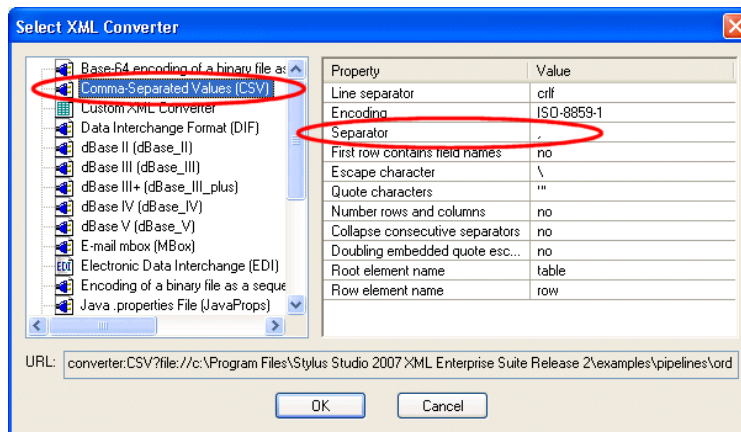 Select XML Converter
Base-64 encoding of a binary file as
Comma-Separated Values (CSV)
Custom XML Converter
Data Interchange Format (DIF)
dBase II (dBase_II)
dBase III (dBase_III)
dBase III+ (dBase_III_plus)
dBase IV (dBase_IV)
dBase V (dBase_V)
E-mail mbox (MBox)
EDI Electronic Data Interchange (EDI)
Encoding of a binary file as a seque
Java .properties File (JavaProps)
Property Value
Line separator crlf
Encoding ISO-8859-1
Separator ,
First row contains field names no
Escape character \
Quote characters '"
Number rows and columns no
Collapse consecutive separators no
Doubling embedded quote esc... no
Root element name table
Row element name row
URL: converter:CSV?file://c:\Program Files\Stylus Studio 2007 XML Enterprise Suite Release 2\examples\pipelines\ord
OK Cancel